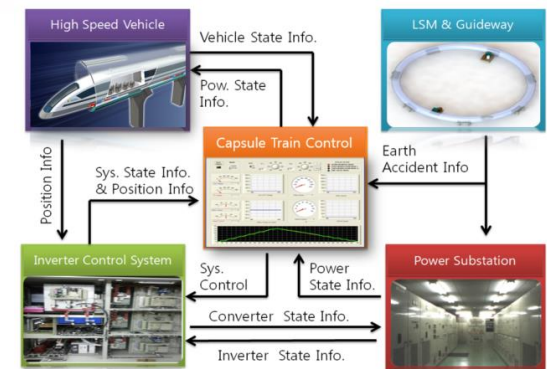 High Speed Vehicle
LSM & Guideway
Vehicle State Info.
Pow. State
Info.
Capsule Train Control
Earth
Accident Info
Position Info
Sys. State Info.
& Position Info
Inverter Control System
Sys.
Control
Power
State Info.
Power Substation
Converter State Info.
Inverter State Info.